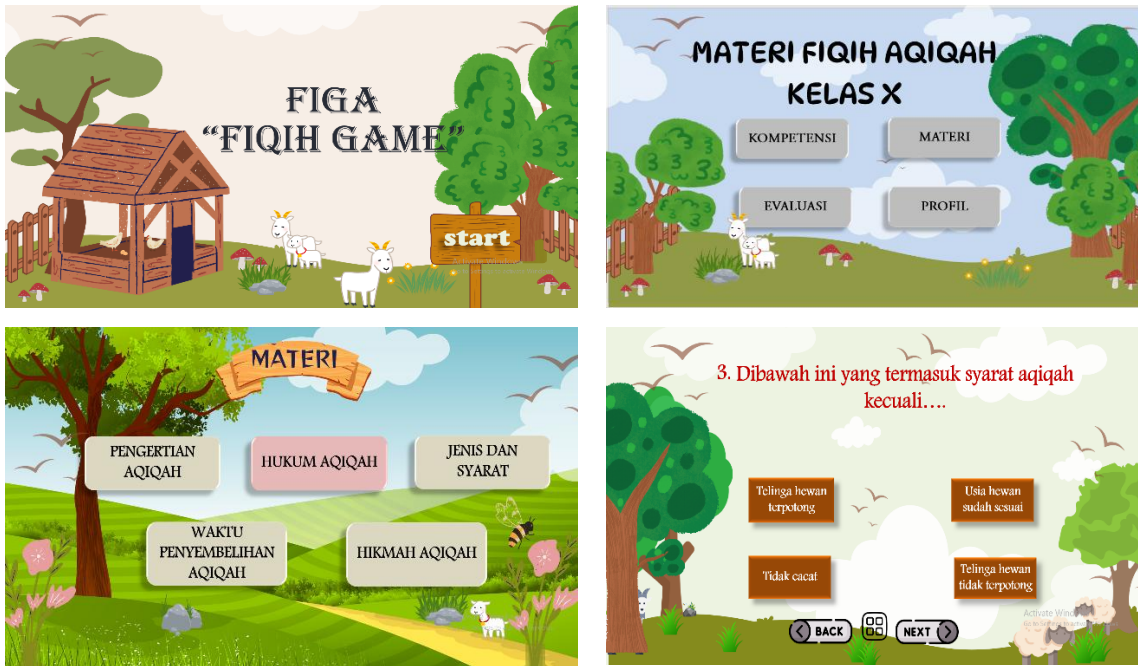 FIGA
“FIQIH GAME”
start
MATERI FIQIH AQIQAH
KELAS X
KOMPETENSI
MATERI
EVALUASI
PROFIL
MATERI
PENGERTIAN
AQIQAH
HUKUM AQIQAH
JENIS DAN
SYARAT
WAKTU
PENYEMBELIHAN
AQIQAH
HIKMAH AQIQAH
3. Dibawah ini yang termasuk syarat aqiqah
kecuali....
Telinga hewan
terpotong
Usia hewan
sudah sesuai
Tidak cacat
Telinga hewan
tidak terpotong
BACK
NEXT
Activate Windows